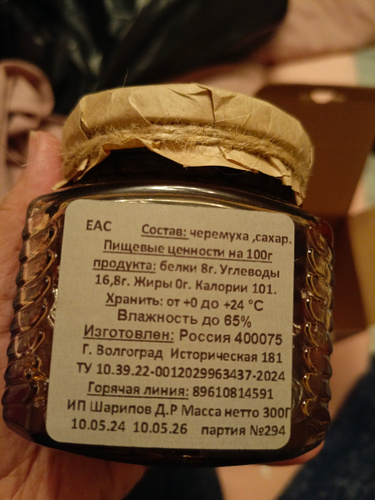 ЕАС Состав: черемуха ,сахар.
Пищевые ценности на 100г
продукта: белки 8г. Углеводы
16,8г. Жиры 0г. Калории 101.
Хранить: от +0 до +24 °C
Влажность до 65%
Изготовлен: Россия 400075
Г. Волгоград Историческая 181
ТУ 10.39.22-0012029963437-2024
Горячая линия: 89610814591
ИП Шарипов Д.Р Масса нетто 300Г
10.05.24 10.05.26 партия №294